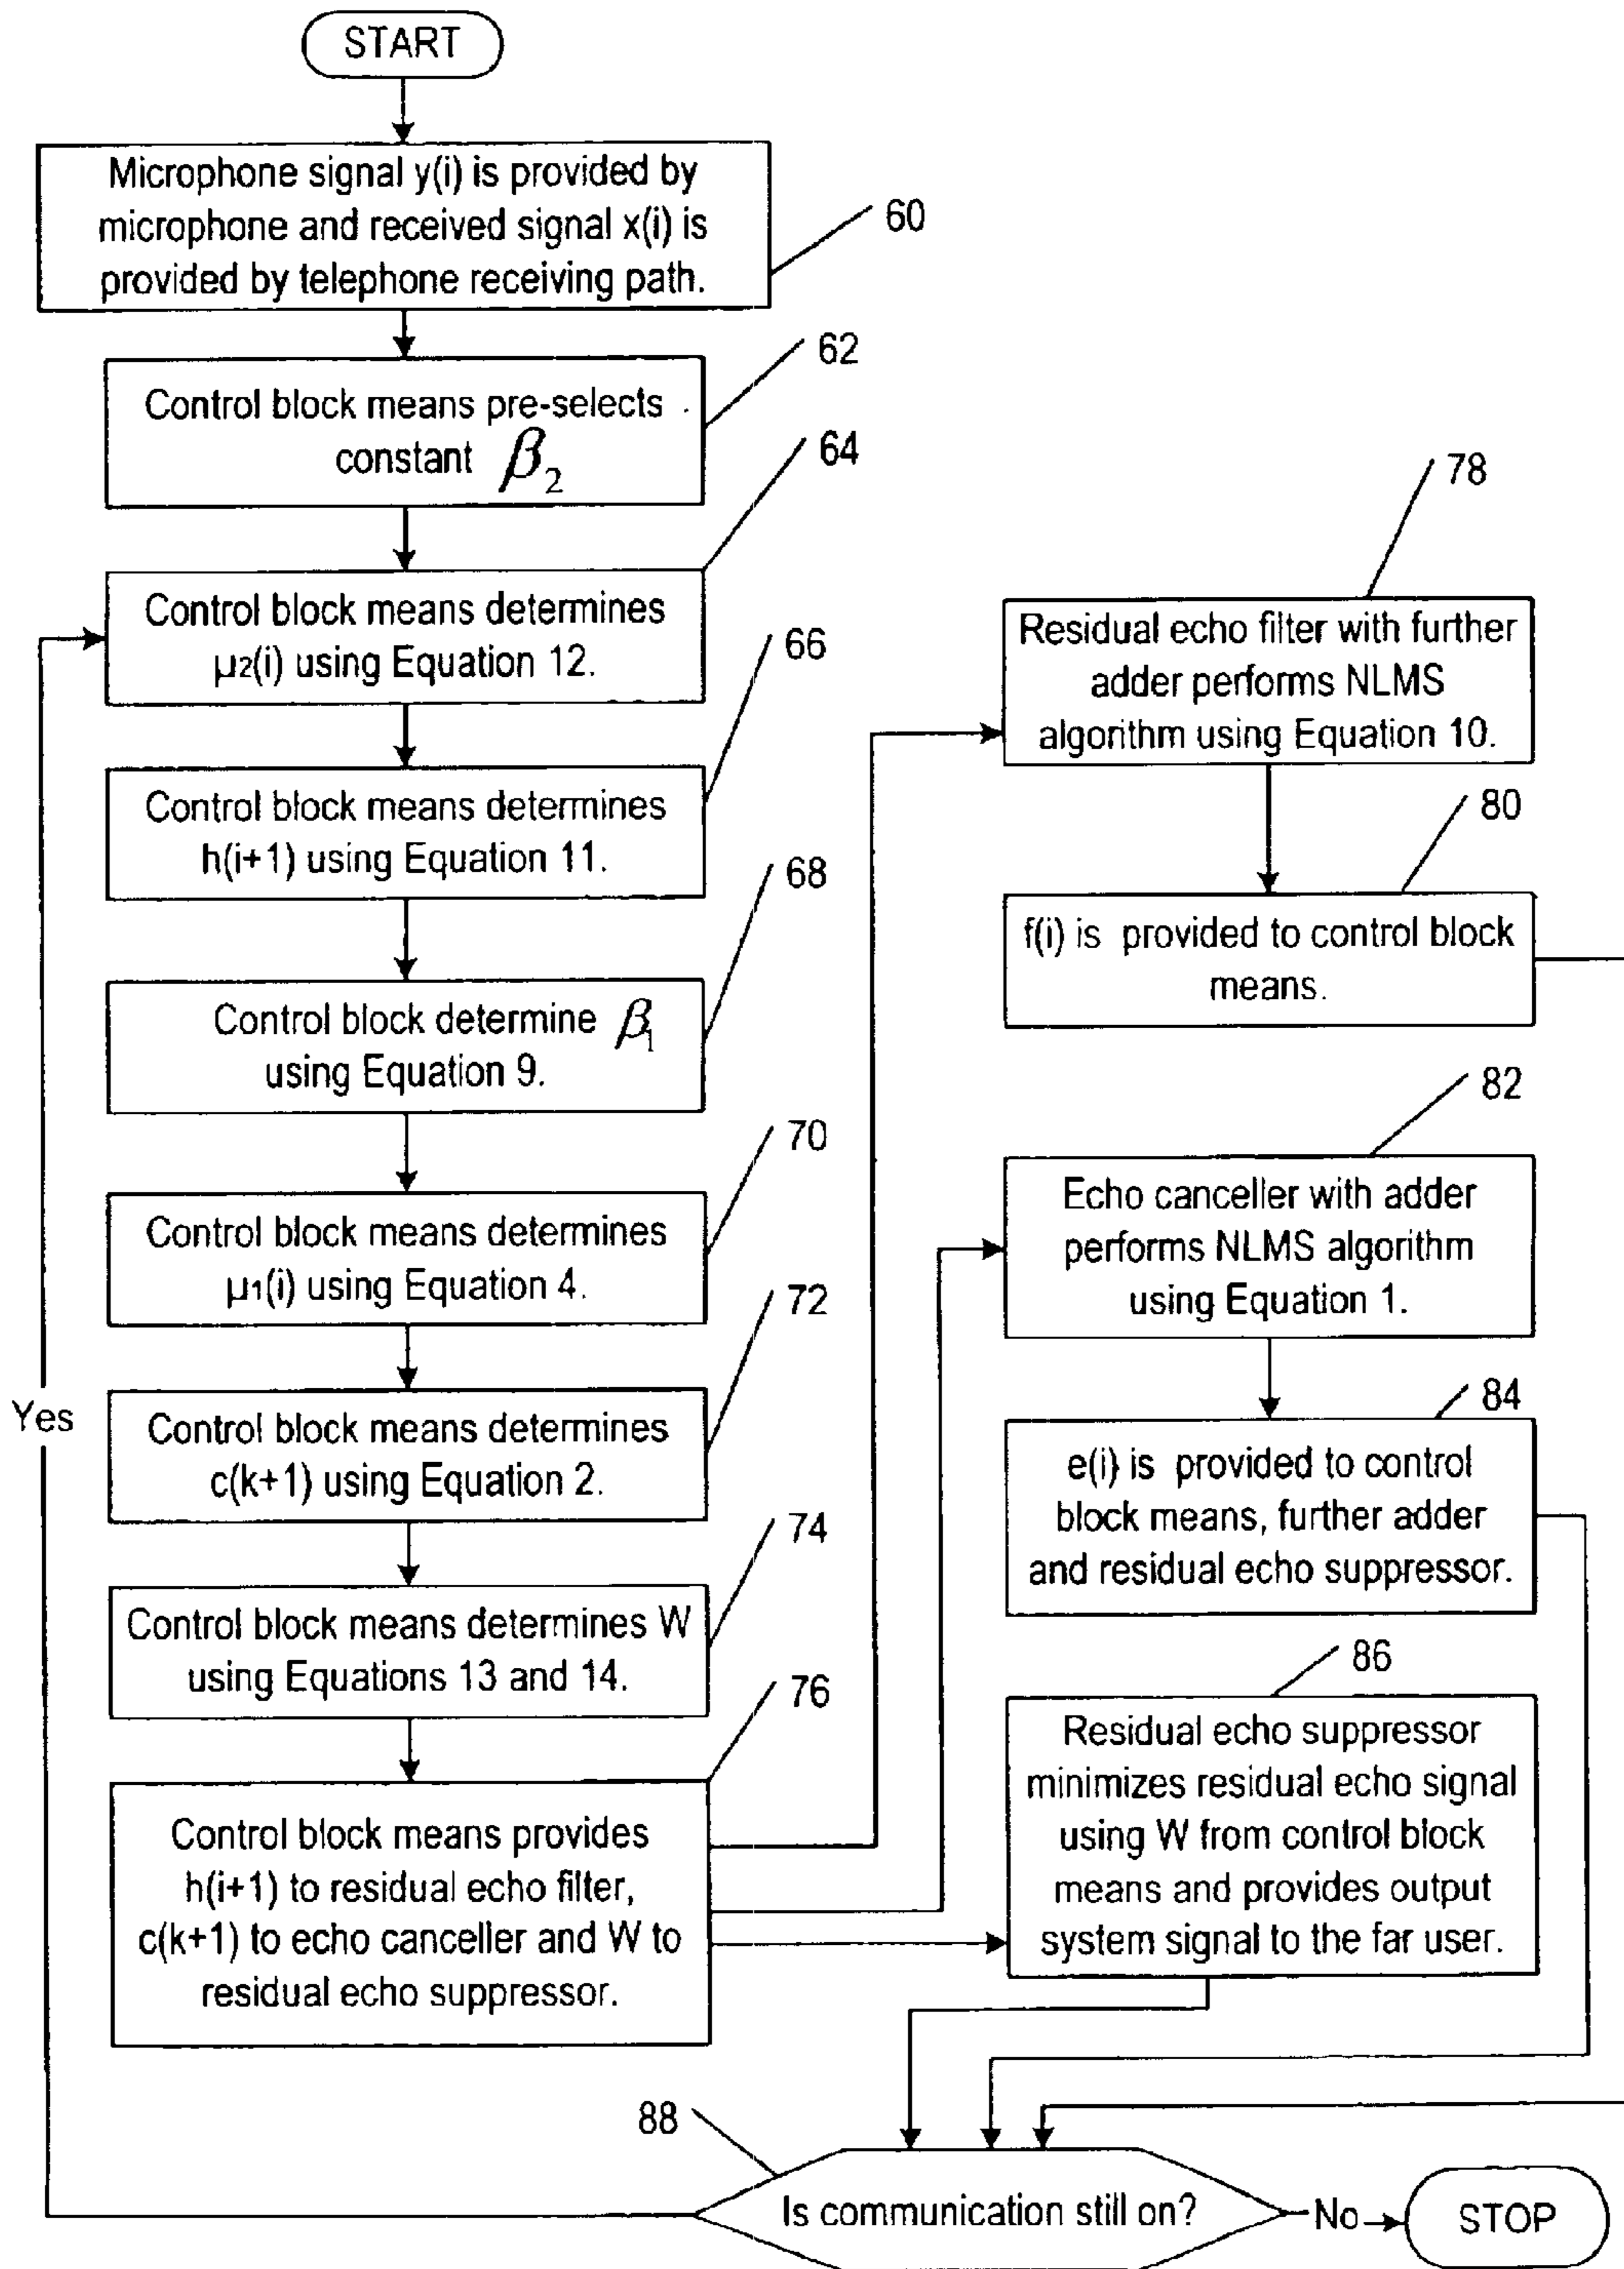 START
Microphone signal y(i) is provided by
microphone and received signal x(i) is
provided by telephone receiving path.
60
Control block means pre-selects
constant β₂
62
Control block means determines
μ₂(i) using Equation 12.
64
Control block means determines
h(i+1) using Equation 11.
66
Control block determine β₁
using Equation 9.
68
Control block means determines
μ₁(i) using Equation 4.
70
Control block means determines
c(k+1) using Equation 2.
72
Control block means determines W
using Equations 13 and 14.
74
Control block means provides
h(i+1) to residual echo filter,
c(k+1) to echo canceller and W to
residual echo suppressor.
76
Residual echo filter with further
adder performs NLMS
algorithm using Equation 10.
78
f(i) is provided to control block
means.
80
Echo canceller with adder
performs NLMS algorithm
using Equation 1.
82
e(i) is provided to control
block means, further adder
and residual echo suppressor.
84
Residual echo suppressor
minimizes residual echo signal
using W from control block
means and provides output
system signal to the far user.
86
88
Is communication still on?
Yes
No
STOP